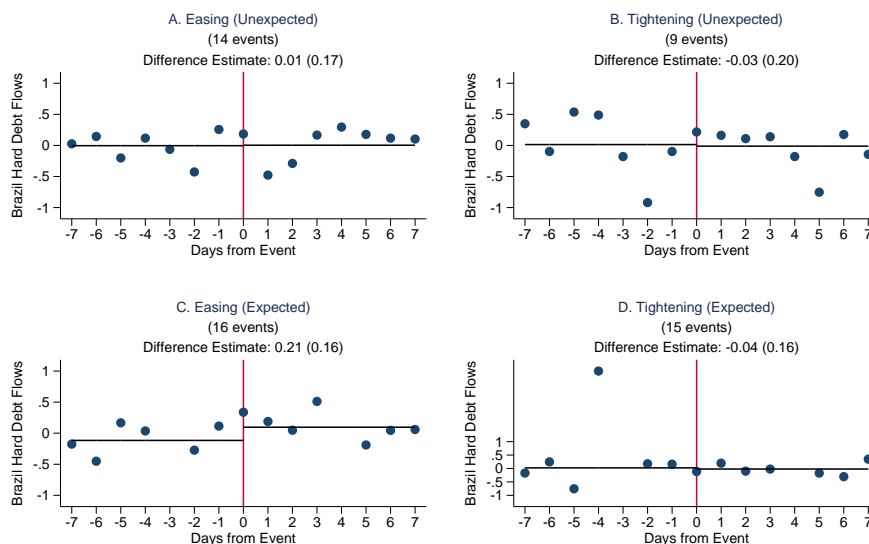 A. Easing (Unexpected)
(14 events)
Difference Estimate: 0.01 (0.17)
Brazil Hard Debt Flows
1
.5
0
-.5
-1
-7 -6 -5 -4 -3 -2 -1 0 1 2 3 4 5 6 7
Days from Event
B. Tightening (Unexpected)
(9 events)
Difference Estimate: -0.03 (0.20)
Brazil Hard Debt Flows
1
.5
0
-.5
-1
-7 -6 -5 -4 -3 -2 -1 0 1 2 3 4 5 6 7
Days from Event
C. Easing (Expected)
(16 events)
Difference Estimate: 0.21 (0.16)
Brazil Hard Debt Flows
1
.5
0
-.5
-1
-7 -6 -5 -4 -3 -2 -1 0 1 2 3 4 5 6 7
Days from Event
D. Tightening (Expected)
(15 events)
Difference Estimate: -0.04 (0.16)
Brazil Hard Debt Flows
1
.5
0
-.5
-1
-7 -6 -5 -4 -3 -2 -1 0 1 2 3 4 5 6 7
Days from Event